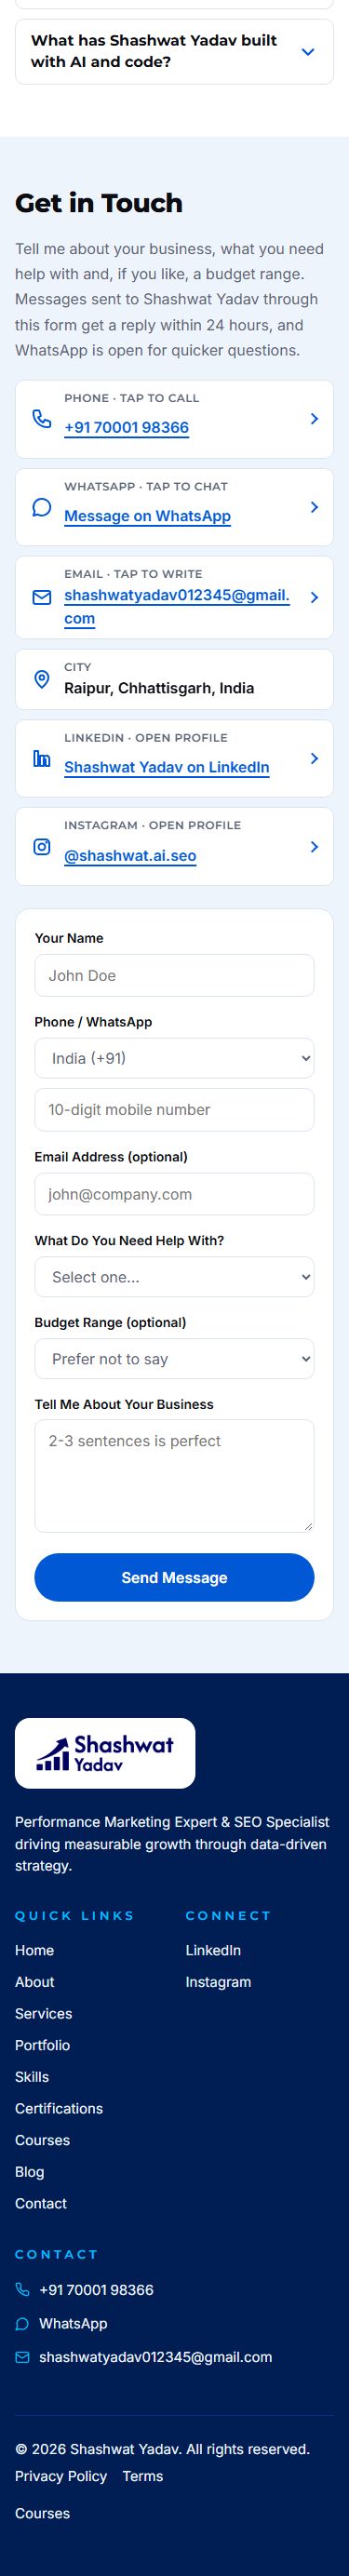 What has Shashwat Yadav built
with AI and code?
Get in Touch
Tell me about your business, what you need
help with and, if you like, a budget range.
Messages sent to Shashwat Yadav through
this form get a reply within 24 hours, and
WhatsApp is open for quicker questions.
PHONE · TAP TO CALL
+91 70001 98366
WHATSAPP · TAP TO CHAT
Message on WhatsApp
EMAIL · TAP TO WRITE
shashwatyadav012345@gmail.
com
CITY
Raipur, Chhattisgarh, India
LINKEDIN · OPEN PROFILE
Shashwat Yadav on LinkedIn
INSTAGRAM · OPEN PROFILE
@shashwat.ai.seo
Your Name
John Doe
Phone / WhatsApp
India (+91)
10-digit mobile number
Email Address (optional)
john@company.com
What Do You Need Help With?
Select one...
Budget Range (optional)
Prefer not to say
Tell Me About Your Business
2-3 sentences is perfect
Send Message
Shashwat
Yadav
Performance Marketing Expert & SEO Specialist
driving measurable growth through data-driven
strategy.
QUICK LINKS
Home
About
Services
Portfolio
Skills
Certifications
Courses
Blog
Contact
CONNECT
LinkedIn
Instagram
CONTACT
+91 70001 98366
WhatsApp
shashwatyadav012345@gmail.com
© 2026 Shashwat Yadav. All rights reserved.
Privacy Policy Terms
Courses